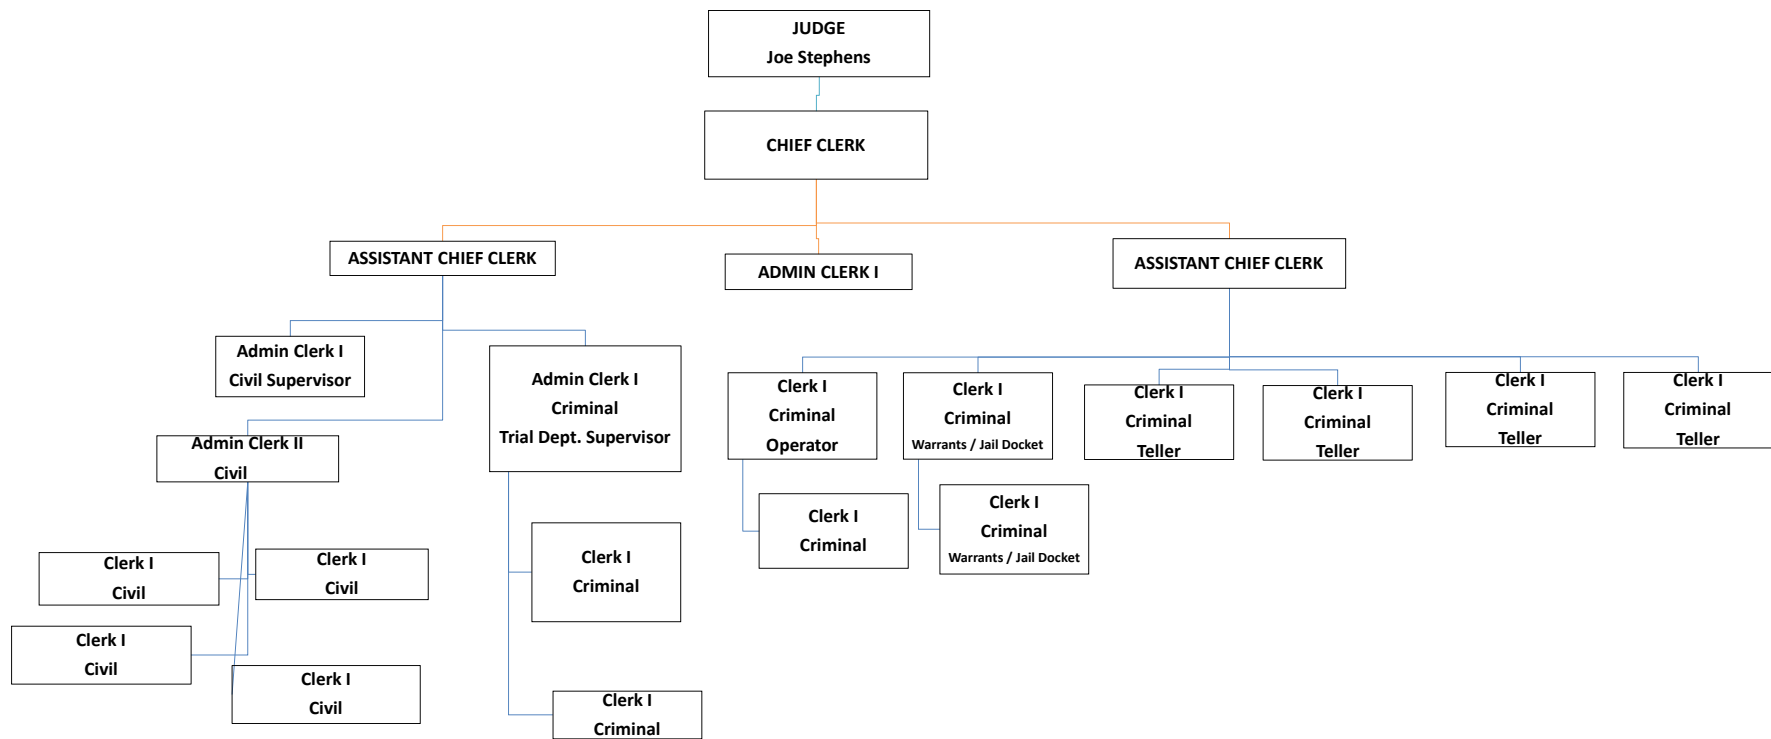 JUDGE
Joe Stephens
CHIEF CLERK
ASSISTANT CHIEF CLERK
ADMIN CLERK I
ASSISTANT CHIEF CLERK
Admin Clerk I
Civil Supervisor
Admin Clerk I
Criminal
Trial Dept. Supervisor
Clerk I
Criminal
Operator
Clerk I
Criminal
Warrants / Jail Docket
Clerk I
Criminal
Teller
Clerk I
Criminal
Teller
Clerk I
Criminal
Teller
Clerk I
Criminal
Teller
Admin Clerk II
Civil
Clerk I
Criminal
Clerk I
Criminal
Warrants / Jail Docket
Clerk I
Civil
Clerk I
Civil
Clerk I
Criminal
Clerk I
Civil
Clerk I
Civil
Clerk I
Criminal